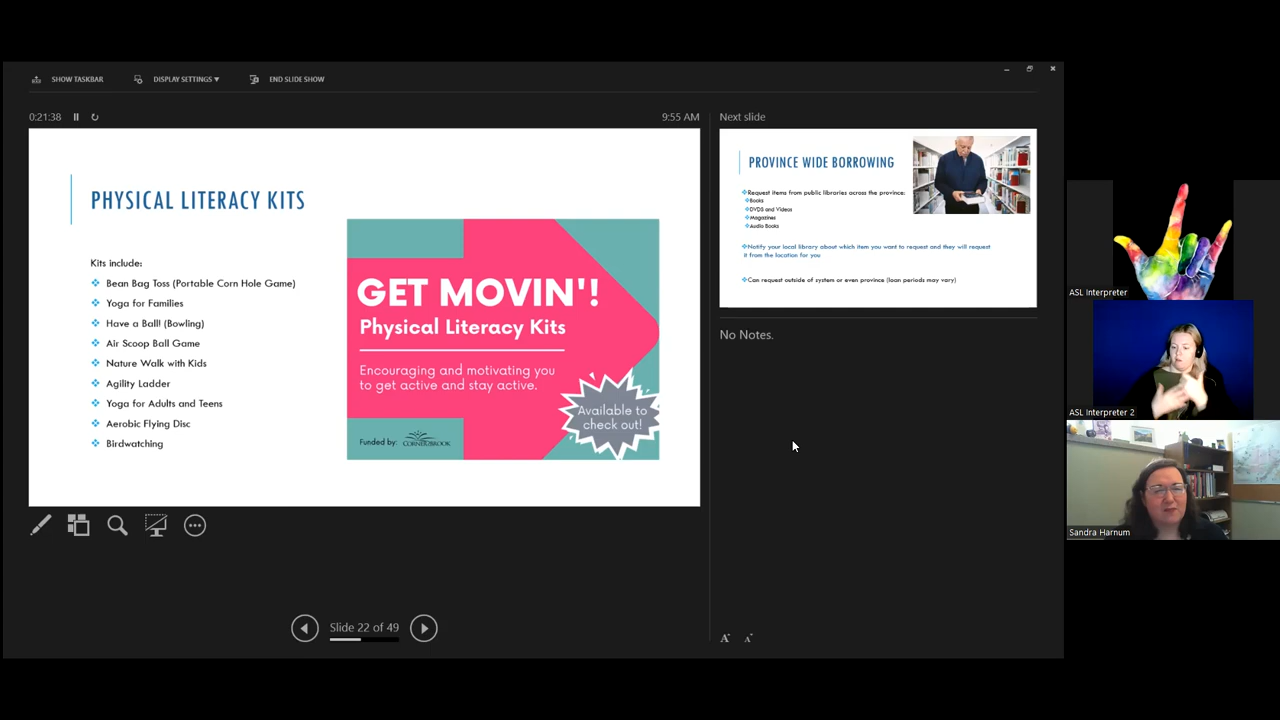 SHOW TASKBAR
DISPLAY SETTINGS ▼
END SLIDE SHOW
0:21:38
9:55 AM
PHYSICAL LITERACY KITS
Kits include:
Bean Bag Toss (Portable Corn Hole Game)
Yoga for Families
Have a Ball! (Bowling)
Air Scoop Ball Game
Nature Walk with Kids
Agility Ladder
Yoga for Adults and Teens
Aerobic Flying Disc
Birdwatching
GET MOVIN'!
Physical Literacy Kits
Encouraging and motivating you
to get active and stay active.
Available to
check out!
Funded by:
CORNER BROOK
Next slide
PROVINCE WIDE BORROWING
Request items from public libraries across the province:
Books
DVDS and Videos
Magazines
Audio Books
Notify your local library about which item you want to request and they will request
it from the location for you
Can request outside of system or even province (loan periods may vary)
No Notes.
Slide 22 of 49
A
A
ASL Interpreter
ASL Interpreter 2
Sandra Harnum